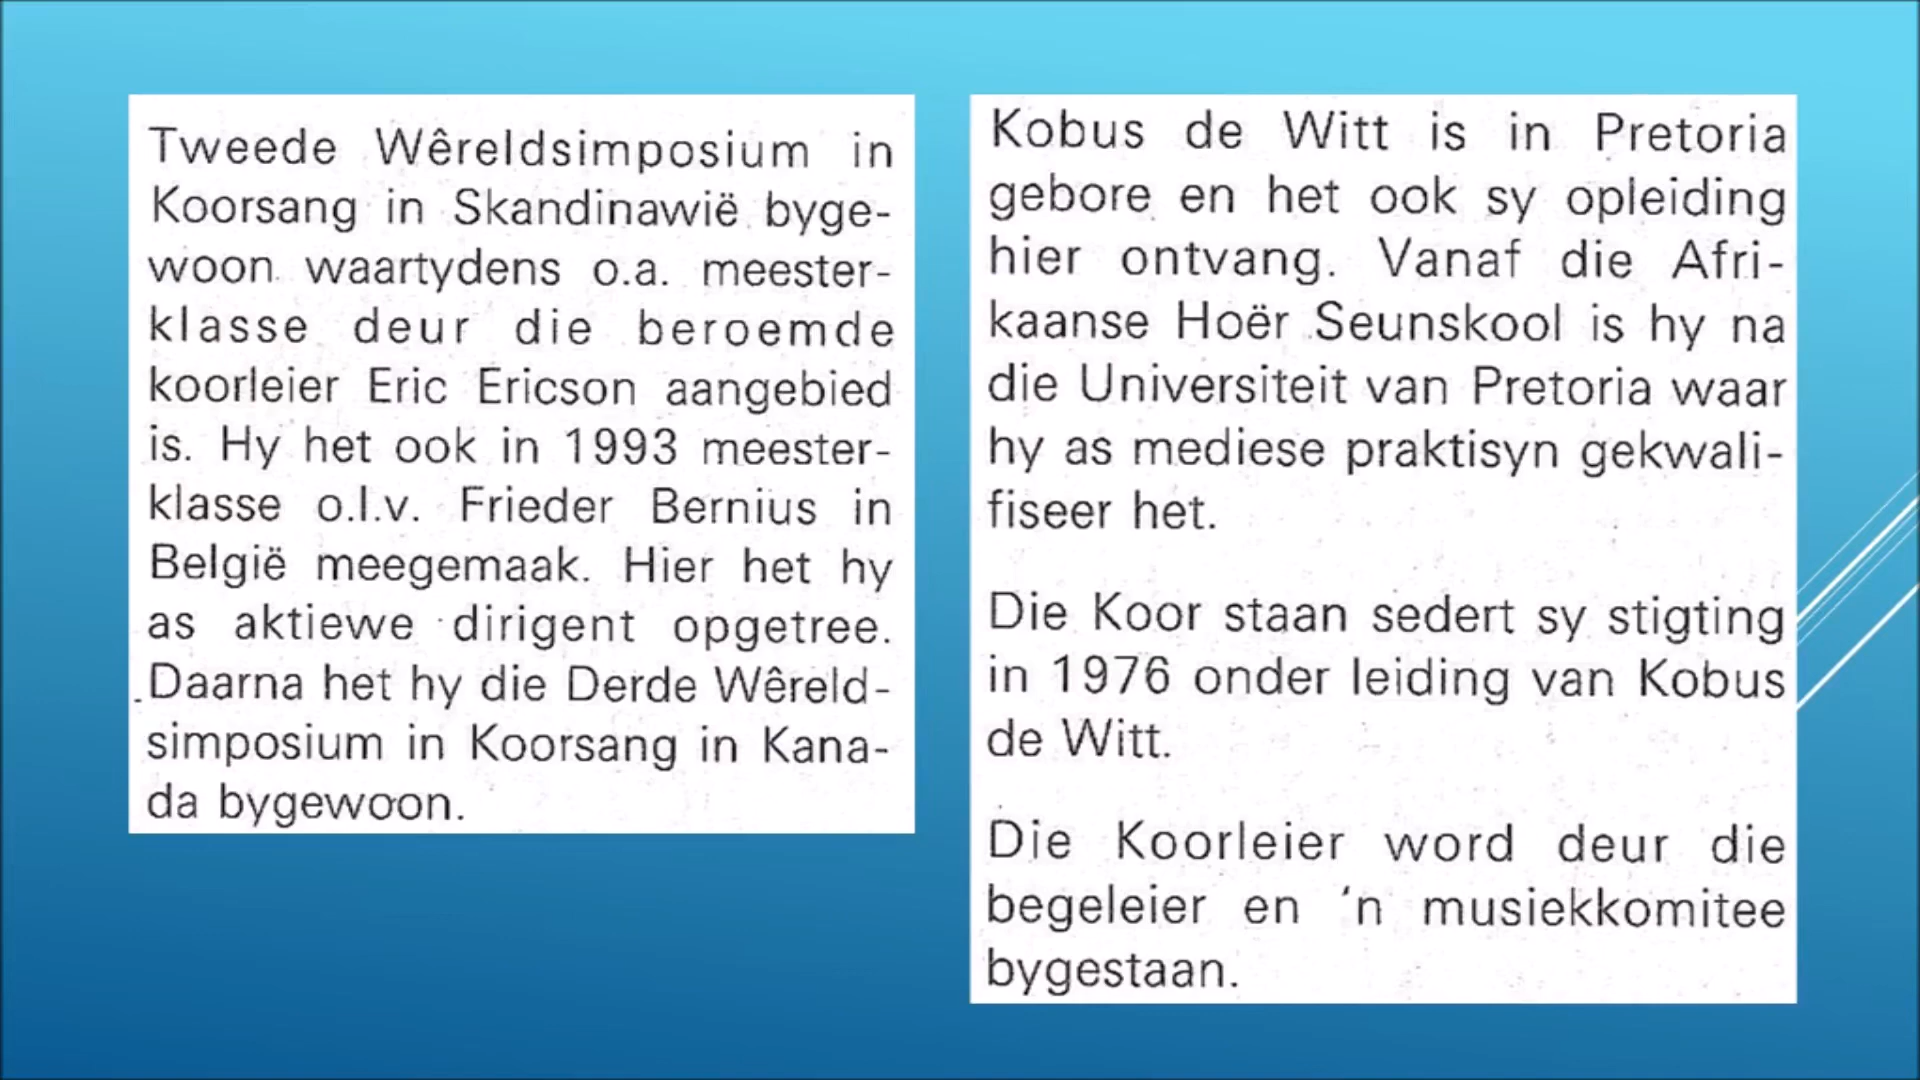 Tweede Wêreldsimposium in
Koorsang in Skandinawië byge-
woon waartydens o.a. meester-
klasse deur die beroemde
koorleier Eric Ericson aangebied
is. Hy het ook in 1993 meester-
klasse o.l.v. Frieder Bernius in
België meegemaak. Hier het hy
as aktiewe dirigent opgetree.
Daarna het hy die Derde Wêreld-
simposium in Koorsang in Kana-
da bygewoon.
Kobus de Witt is in Pretoria
gebore en het ook sy opleiding
hier ontvang. Vanaf die Afri-
kaanse Hoër Seunskool is hy na
die Universiteit van Pretoria waar
hy as mediese praktisyn gekwali-
fiseer het.
Die Koor staan sedert sy stigting
in 1976 onder leiding van Kobus
de Witt.
Die Koorleier word deur die
begeleier en 'n musiekkomitee
bygestaan.